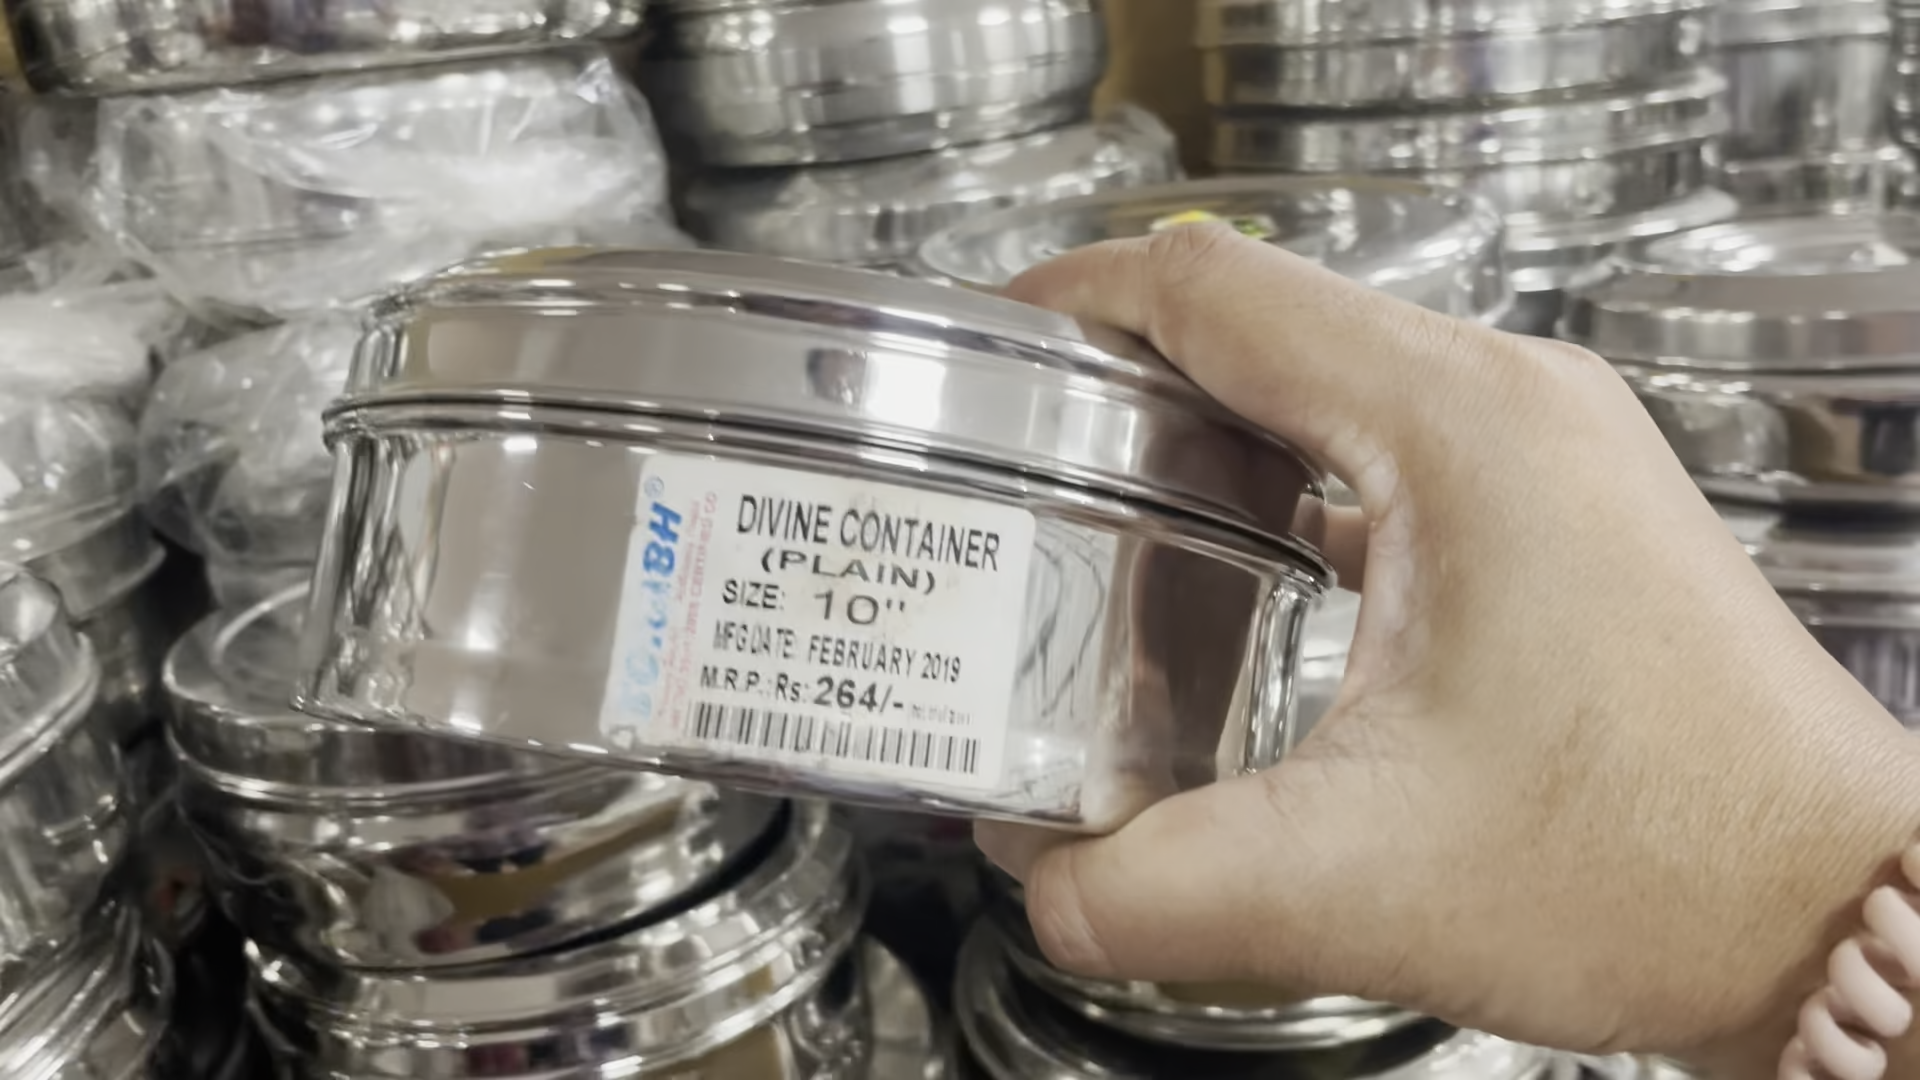 DIVINE CONTAINER
(PLAIN)
SIZE: 10"
MFG DATE: FEBRUARY 2019
M.R.P.:Rs: 264/-